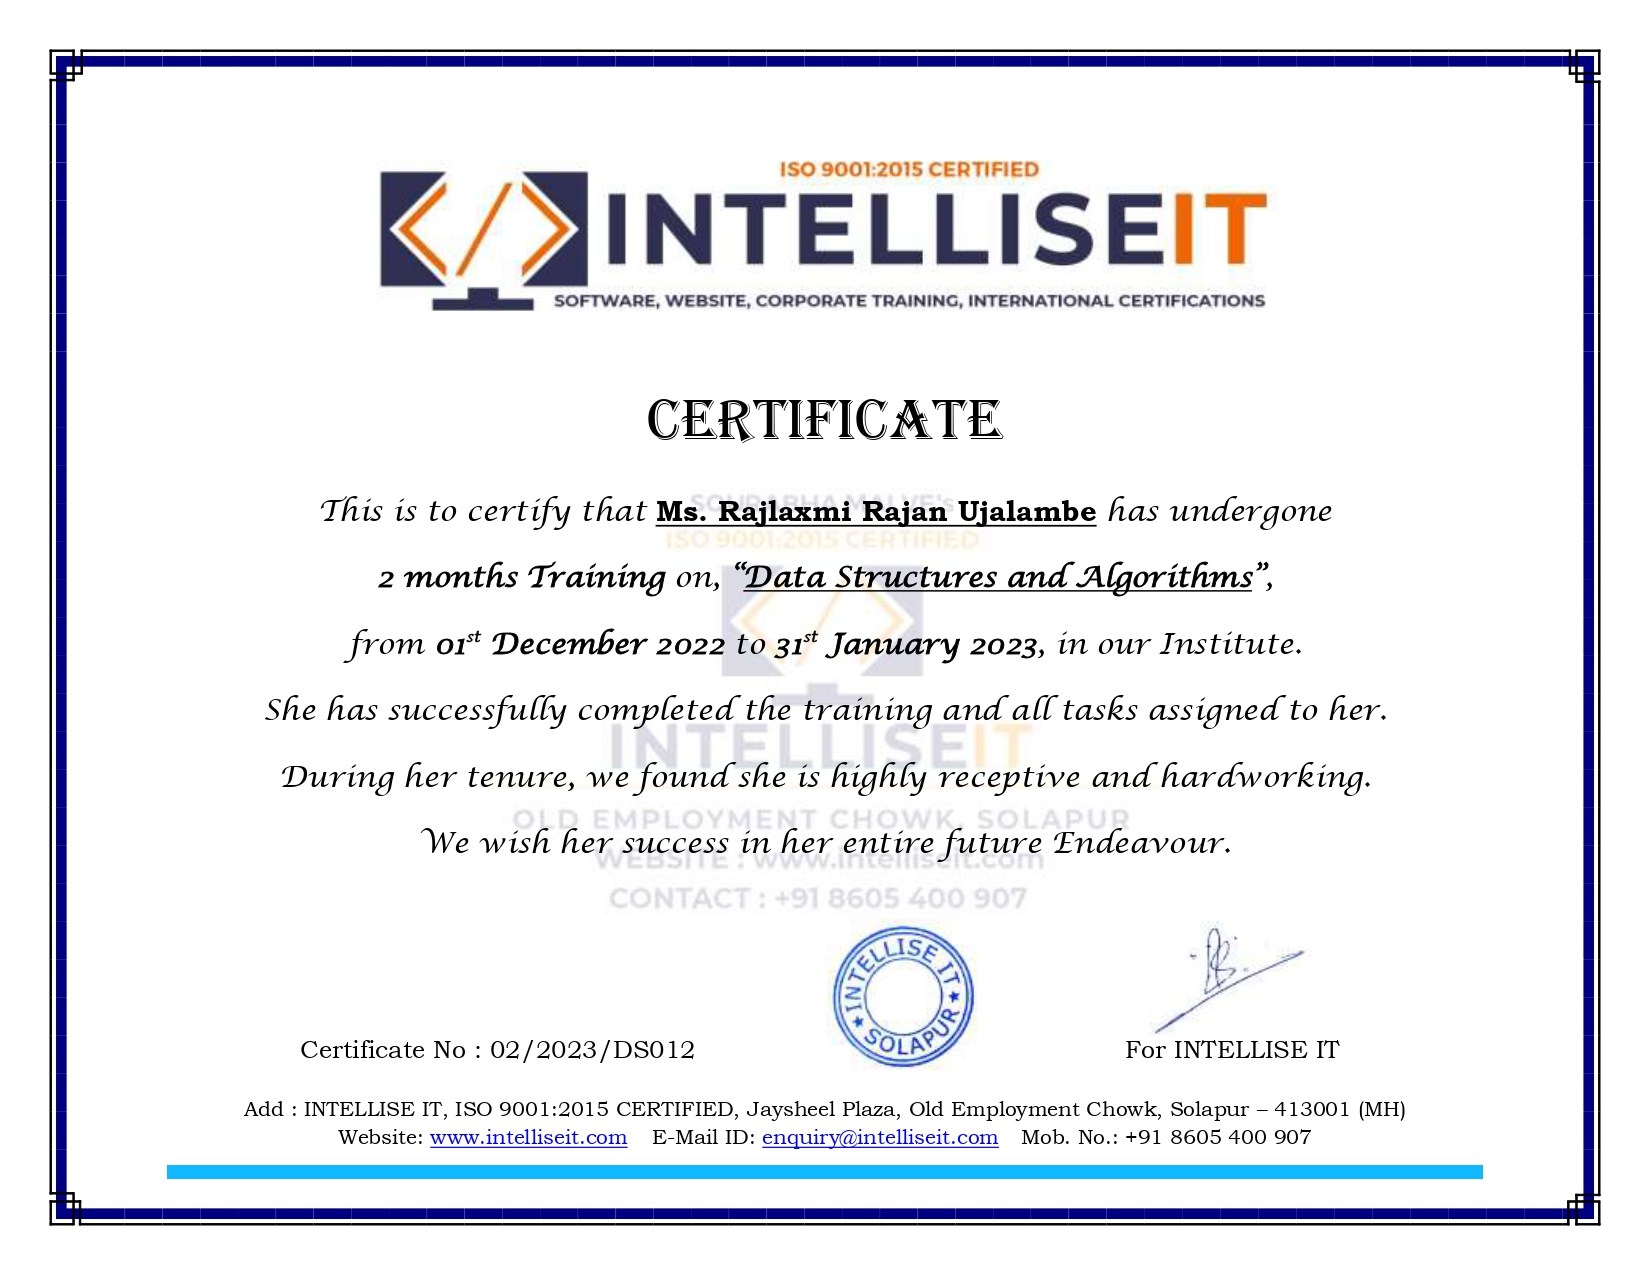 ISO 9001:2015 CERTIFIED
INTELLISEIT
SOFTWARE, WEBSITE, CORPORATE TRAINING, INTERNATIONAL CERTIFICATIONS
CERTIFICATE
SOURABHA MALVE's
This is to certify that Ms. Rajlaxmi Rajan Ujalambe has undergone
ISO 9001:2015 CERTIFIED
2 months Training on, “Data Structures and Algorithms”,
from 01st December 2022 to 31st January 2023, in our Institute.
She has successfully completed the training and all tasks assigned to her.
INTELLISEIT
During her tenure, we found she is highly receptive and hardworking.
OLD EMPLOYMENT CHOWK, SOLAPUR
We wish her success in her entire future Endeavour.
WEBSITE : www.intelliseit.com
CONTACT : +91 8605 400 907
INTELLISE IT
SOLAPUR
Certificate No : 02/2023/DS012
For INTELLISE IT
Add : INTELLISE IT, ISO 9001:2015 CERTIFIED, Jaysheel Plaza, Old Employment Chowk, Solapur – 413001 (MH)
Website: www.intelliseit.com E-Mail ID: enquiry@intelliseit.com Mob. No.: +91 8605 400 907